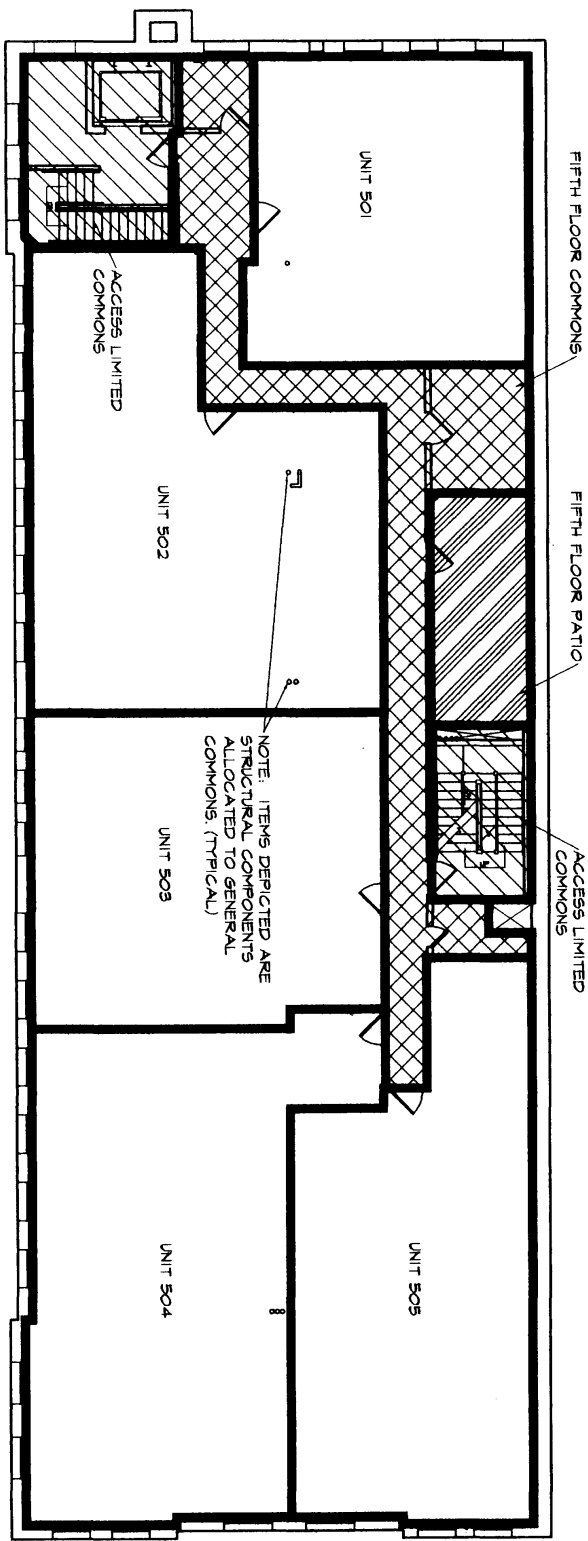 FIFTH FLOOR COMMONS
FIFTH FLOOR PATIO
ACCESS LIMITED
COMMONS
UNIT 501
ACCESS LIMITED
COMMONS
UNIT 502
NOTE: ITEMS DEPICTED ARE
STRUCTURAL COMPONENTS
ALLOCATED TO GENERAL
COMMONS. (TYPICAL)
UNIT 503
UNIT 505
UNIT 504